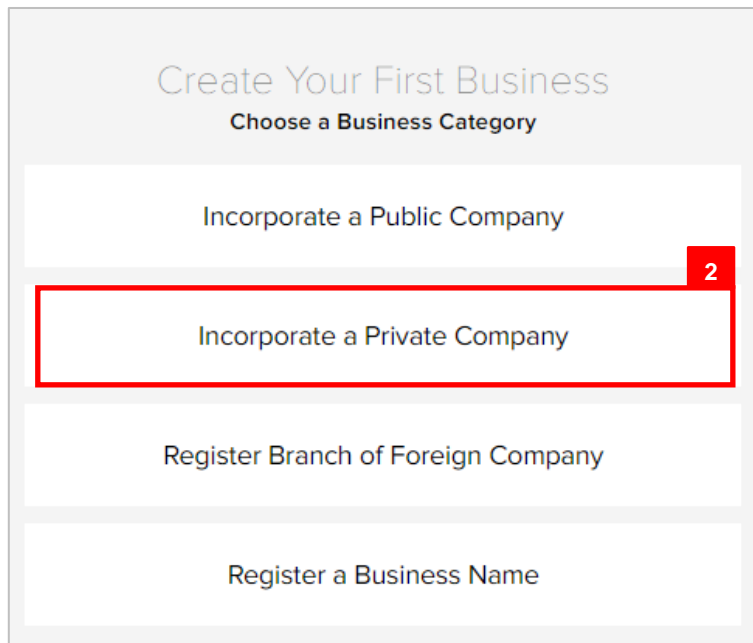 Create Your First Business
Choose a Business Category
Incorporate a Public Company
2
Incorporate a Private Company
Register Branch of Foreign Company
Register a Business Name